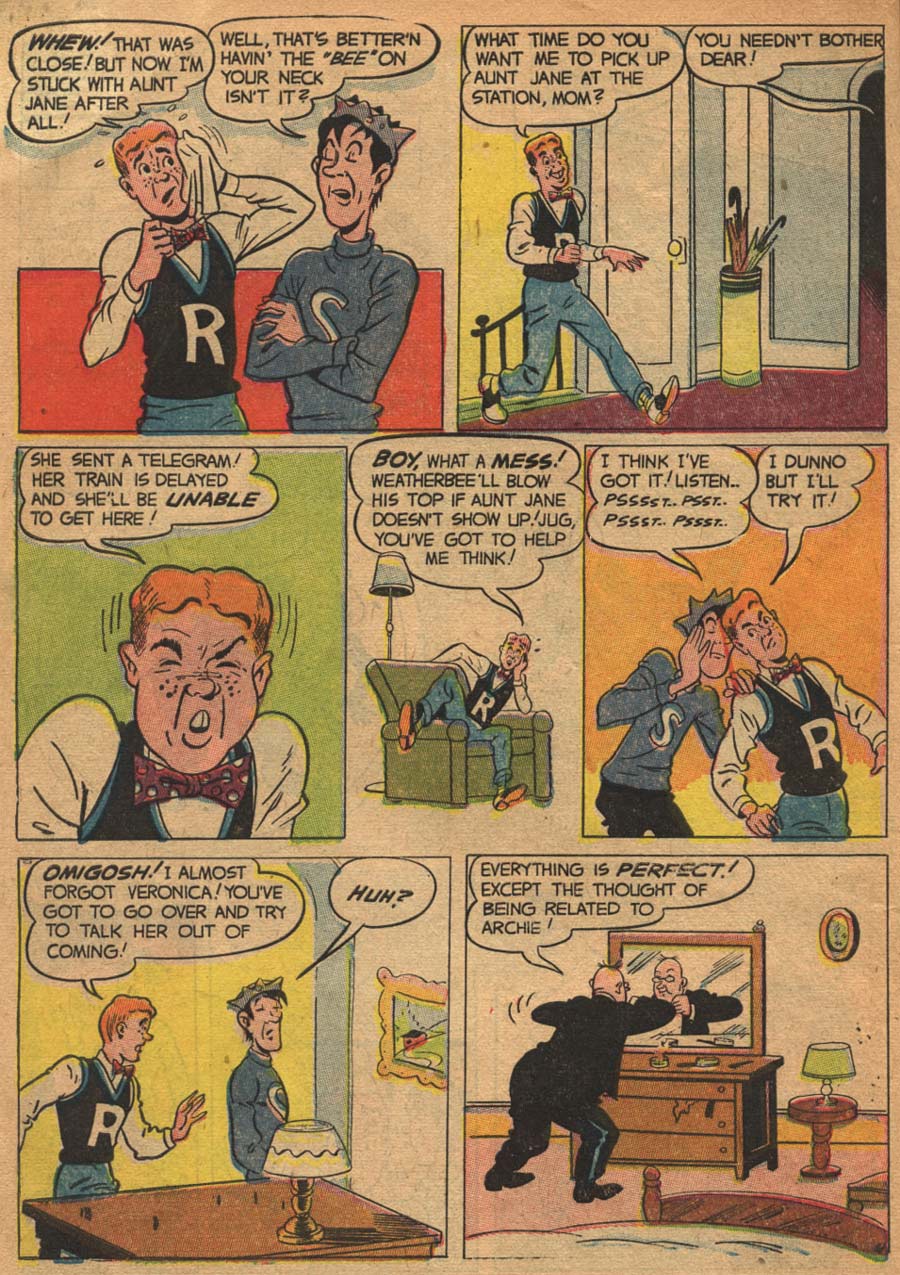 WHEW! THAT WAS
CLOSE! BUT NOW I'M
STUCK WITH AUNT
JANE AFTER
ALL!
WELL, THAT'S BETTER'N
HAVIN' THE "BEE" ON
YOUR NECK
ISN'T IT?
R
S
WHAT TIME DO YOU
WANT ME TO PICK UP
AUNT JANE AT THE
STATION, MOM?
YOU NEEDN'T BOTHER
DEAR!
R
SHE SENT A TELEGRAM!
HER TRAIN IS DELAYED
AND SHE'LL BE UNABLE
TO GET HERE!
BOY, WHAT A MESS!
WEATHERBEE'LL BLOW
HIS TOP IF AUNT JANE
DOESN'T SHOW UP! JUG,
YOU'VE GOT TO HELP
ME THINK!
R
I THINK I'VE
GOT IT! LISTEN..
PSSSST.. PSST..
PSSST.. PSSST..
I DUNNO
BUT I'LL
TRY IT!
S
R
OMIGOSH! I ALMOST
FORGOT VERONICA! YOU'VE
GOT TO GO OVER AND TRY
TO TALK HER OUT OF
COMING!
HUH?
R
S
EVERYTHING IS PERFECT!
EXCEPT THE THOUGHT OF
BEING RELATED TO
ARCHIE!